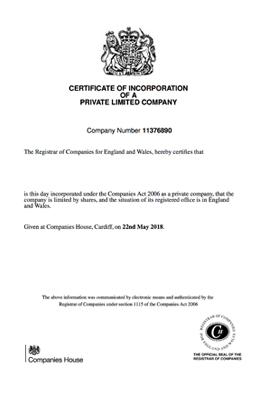 CERTIFICATE OF INCORPORATION
OF A
PRIVATE LIMITED COMPANY
Company Number 11376890
The Registrar of Companies for England and Wales, hereby certifies that
is this day incorporated under the Companies Act 2006 as a private company, that the
company is limited by shares, and the situation of its registered office is in England
and Wales.
Given at Companies House, Cardiff, on 22nd May 2018.
The above information was communicated by electronic means and authenticated by the
Registrar of Companies under section 1115 of the Companies Act 2006
Companies House
THE OFFICIAL SEAL OF THE
REGISTRAR OF COMPANIES